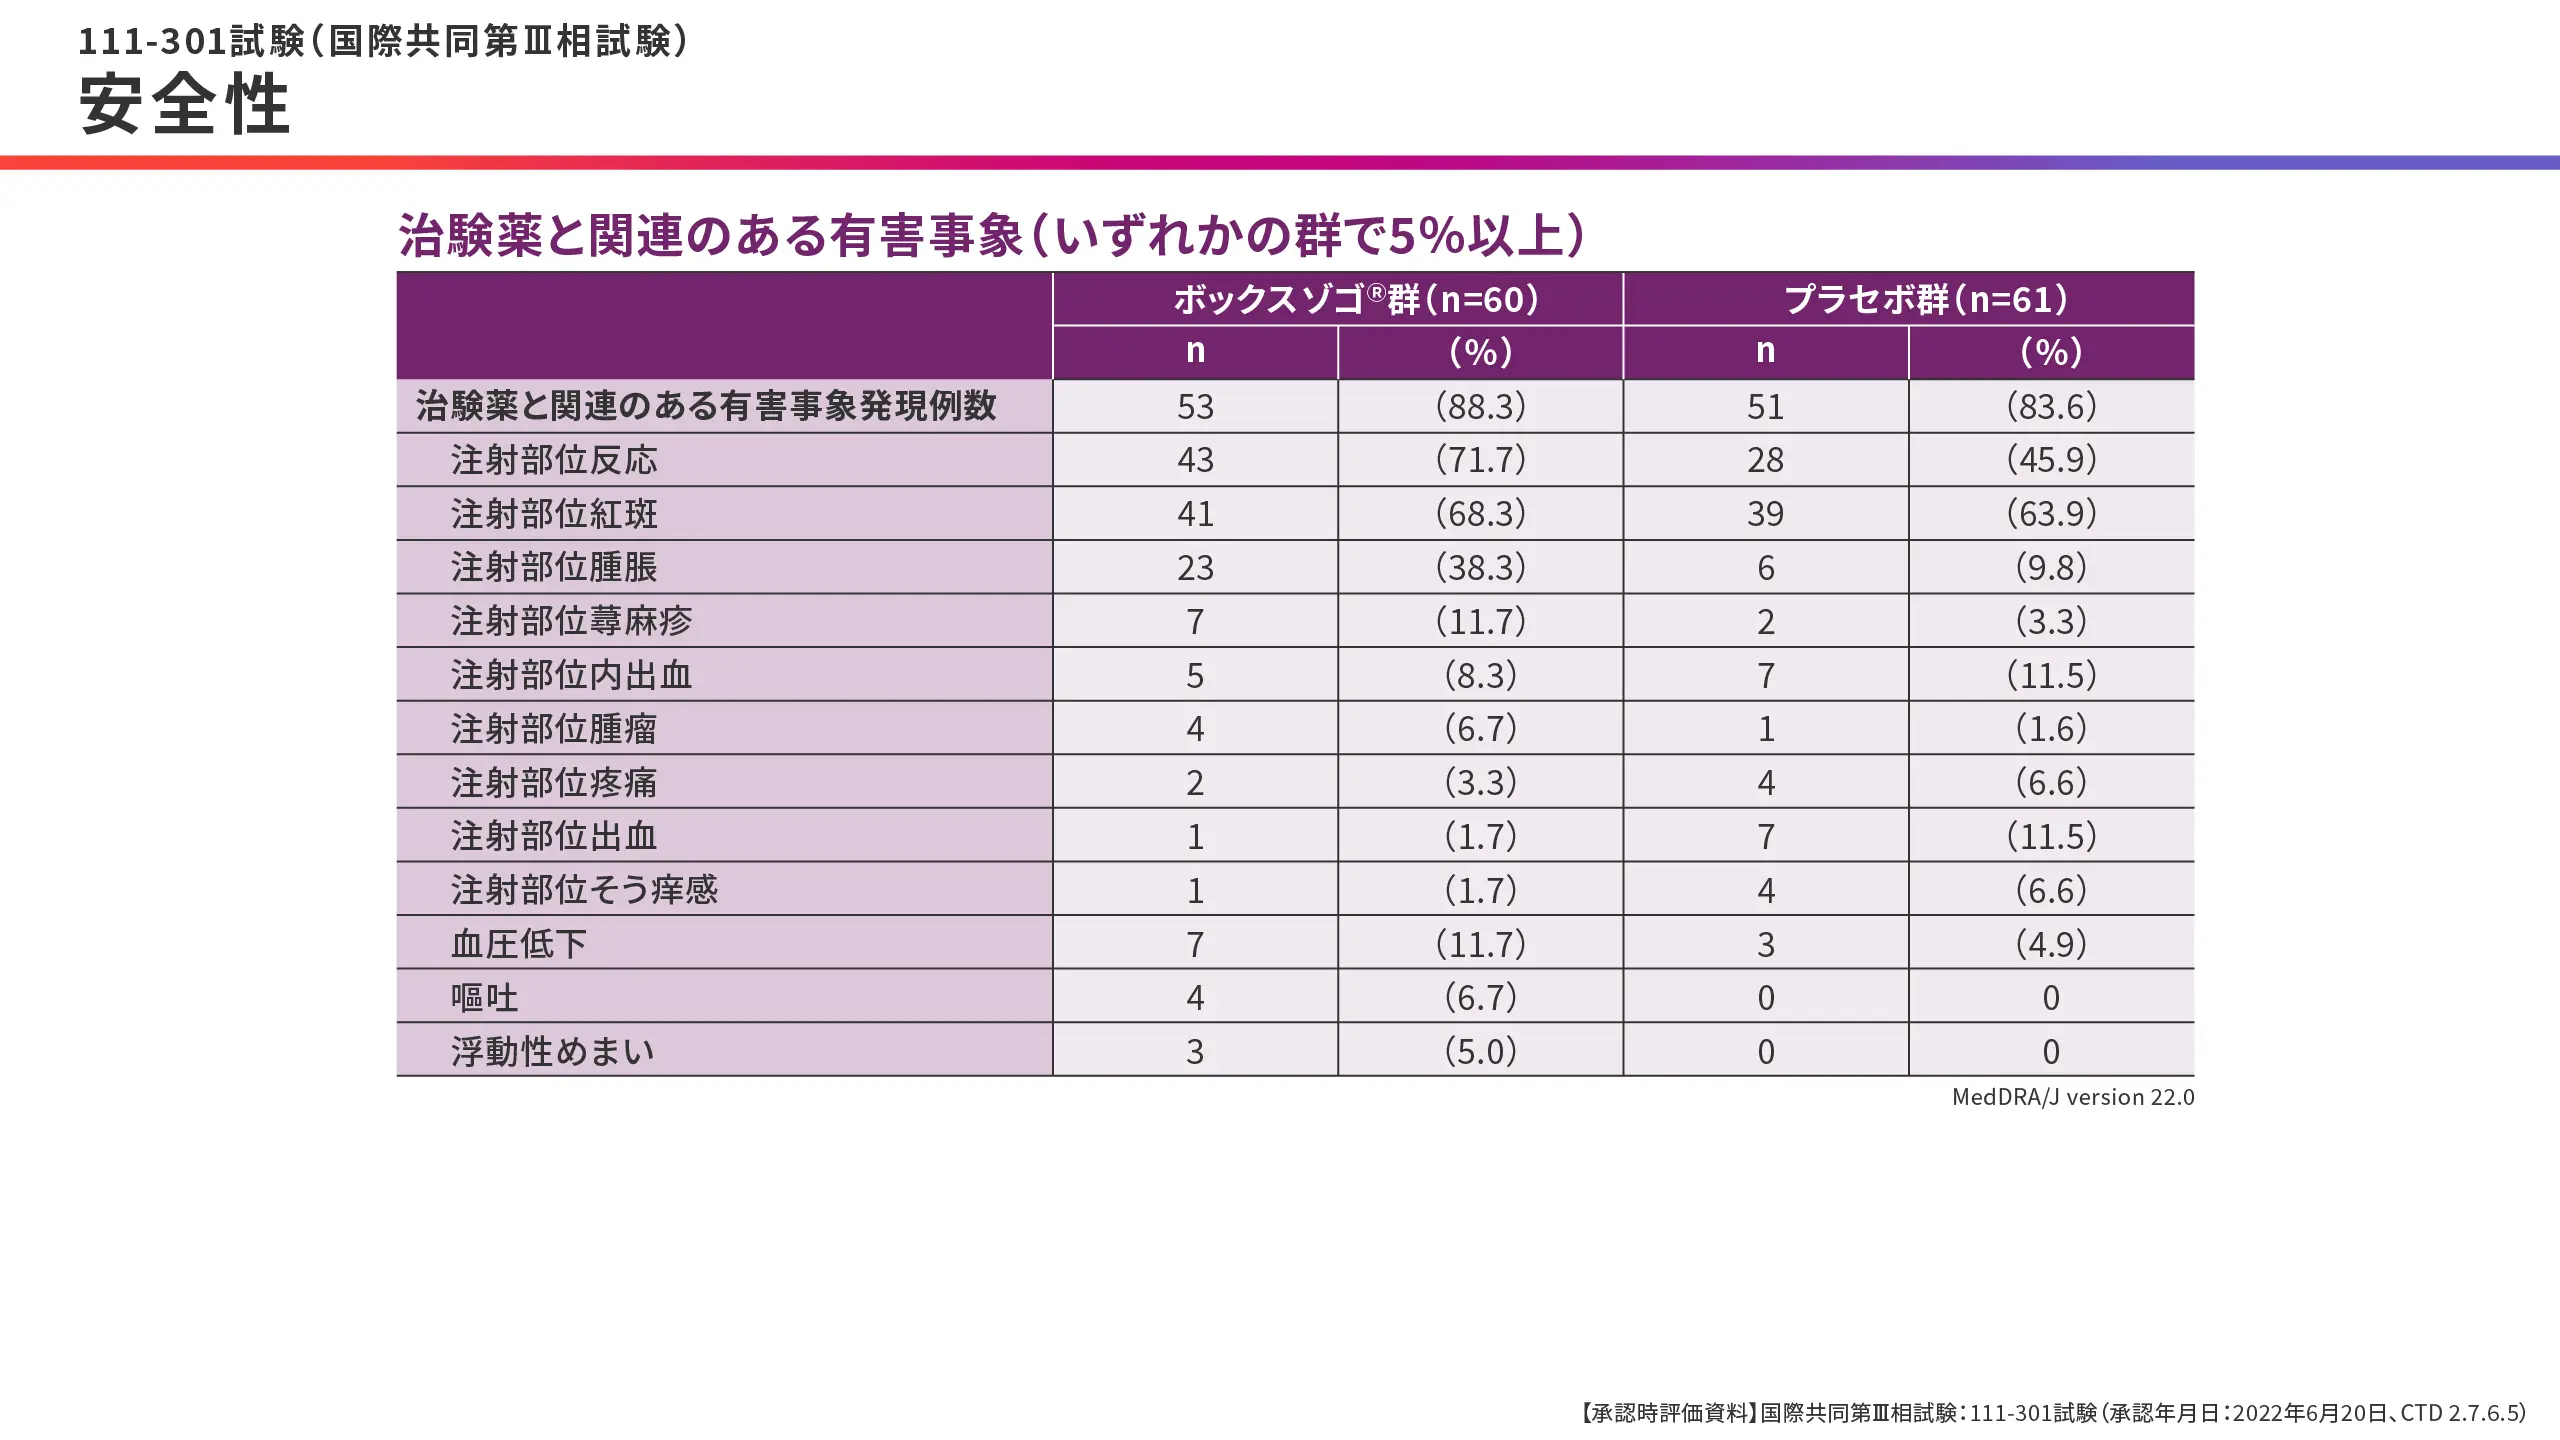 111-301試験（国際共同第Ⅲ相試験）
安全性
治験薬と関連のある有害事象（いずれかの群で5％以上）
ボックスゾゴ®群（n=60） プラセボ群（n=61）
n （％） n （％）
治験薬と関連のある有害事象発現例数 53 （88.3） 51 （83.6）
注射部位反応 43 （71.7） 28 （45.9）
注射部位紅斑 41 （68.3） 39 （63.9）
注射部位腫脹 23 （38.3） 6 （9.8）
注射部位蕁麻疹 7 （11.7） 2 （3.3）
注射部位内出血 5 （8.3） 7 （11.5）
注射部位腫瘤 4 （6.7） 1 （1.6）
注射部位疼痛 2 （3.3） 4 （6.6）
注射部位出血 1 （1.7） 7 （11.5）
注射部位そう痒感 1 （1.7） 4 （6.6）
血圧低下 7 （11.7） 3 （4.9）
嘔吐 4 （6.7） 0 0
浮動性めまい 3 （5.0） 0 0
MedDRA/J version 22.0
【承認時評価資料】国際共同第Ⅲ相試験：111-301試験（承認年月日：2022年6月20日、CTD 2.7.6.5）